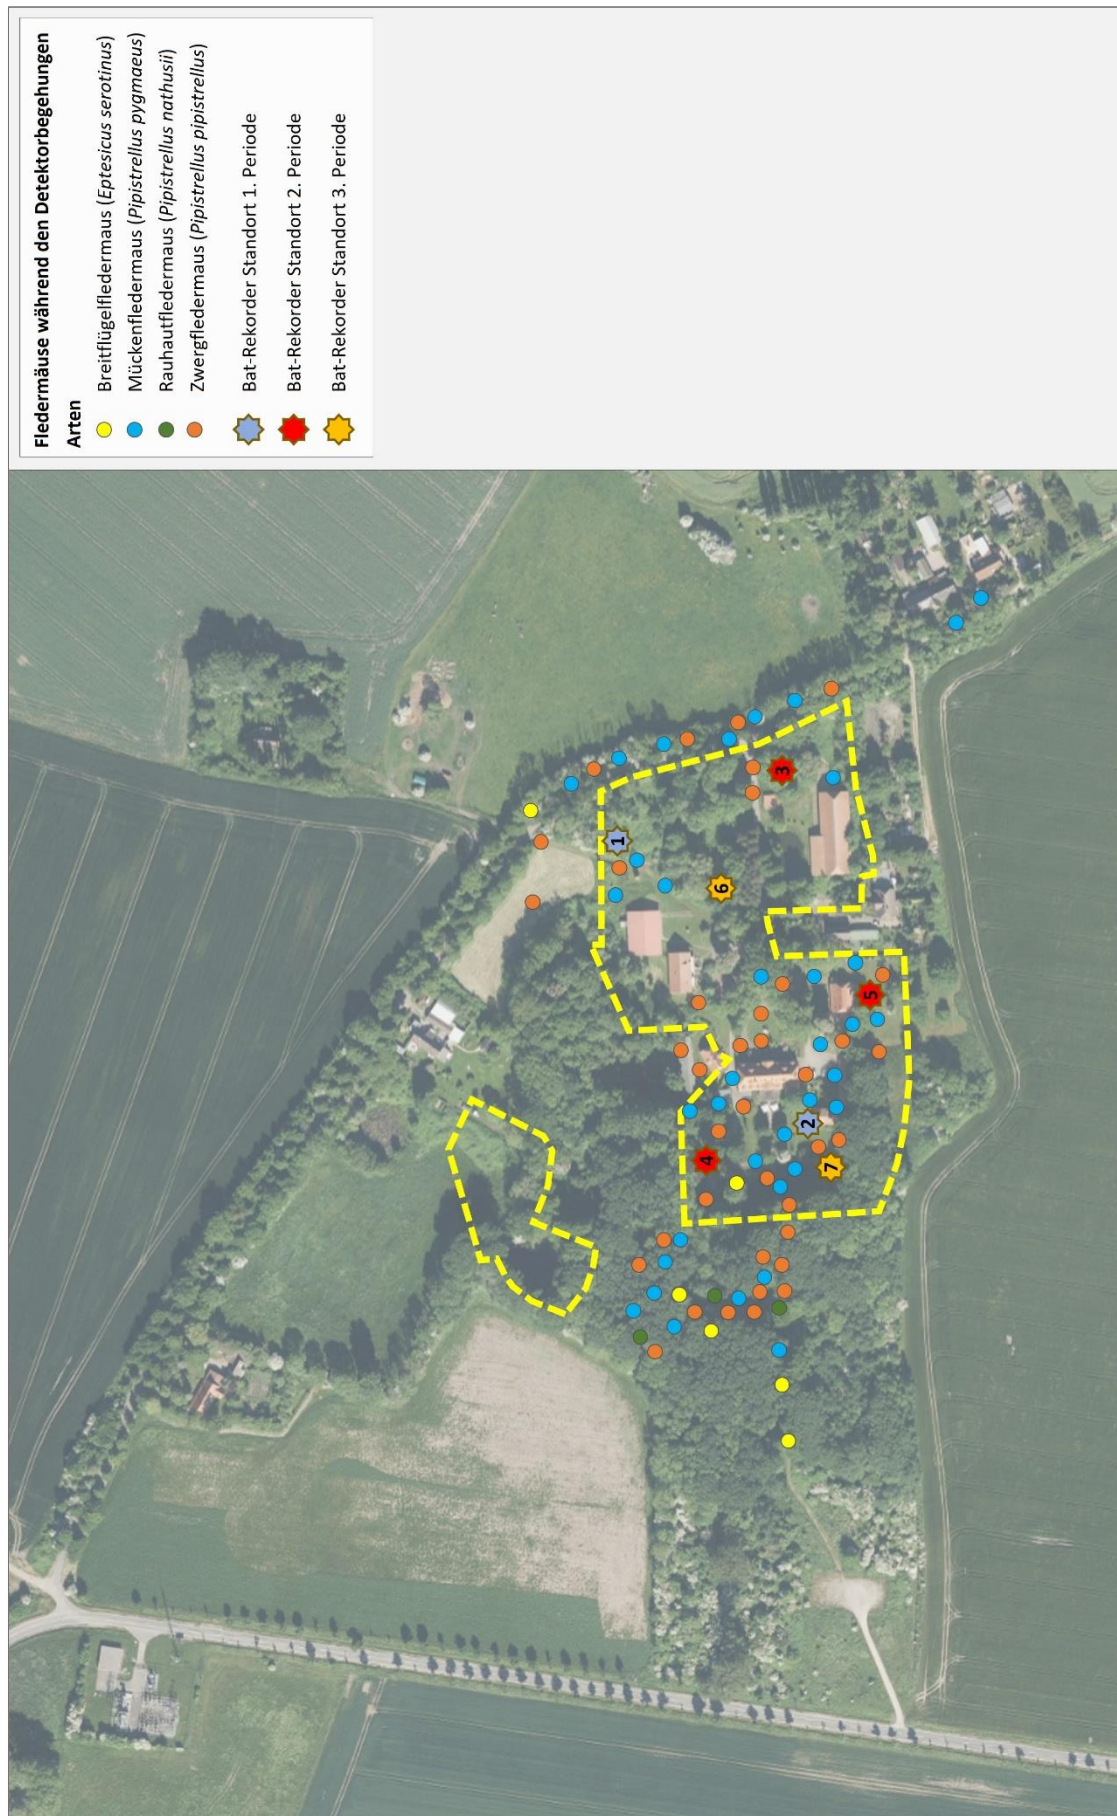 Fledermäuse während den Detektorbegehungen
Arten
Breitflügelfledermaus (Eptesicus serotinus)
Mückenfledermaus (Pipistrellus pygmaeus)
Rauhautfledermaus (Pipistrellus nathusii)
Zwergfledermaus (Pipistrellus pipistrellus)
Bat-Rekorder Standort 1. Periode
Bat-Rekorder Standort 2. Periode
Bat-Rekorder Standort 3. Periode
1
2
3
4
5
6
7